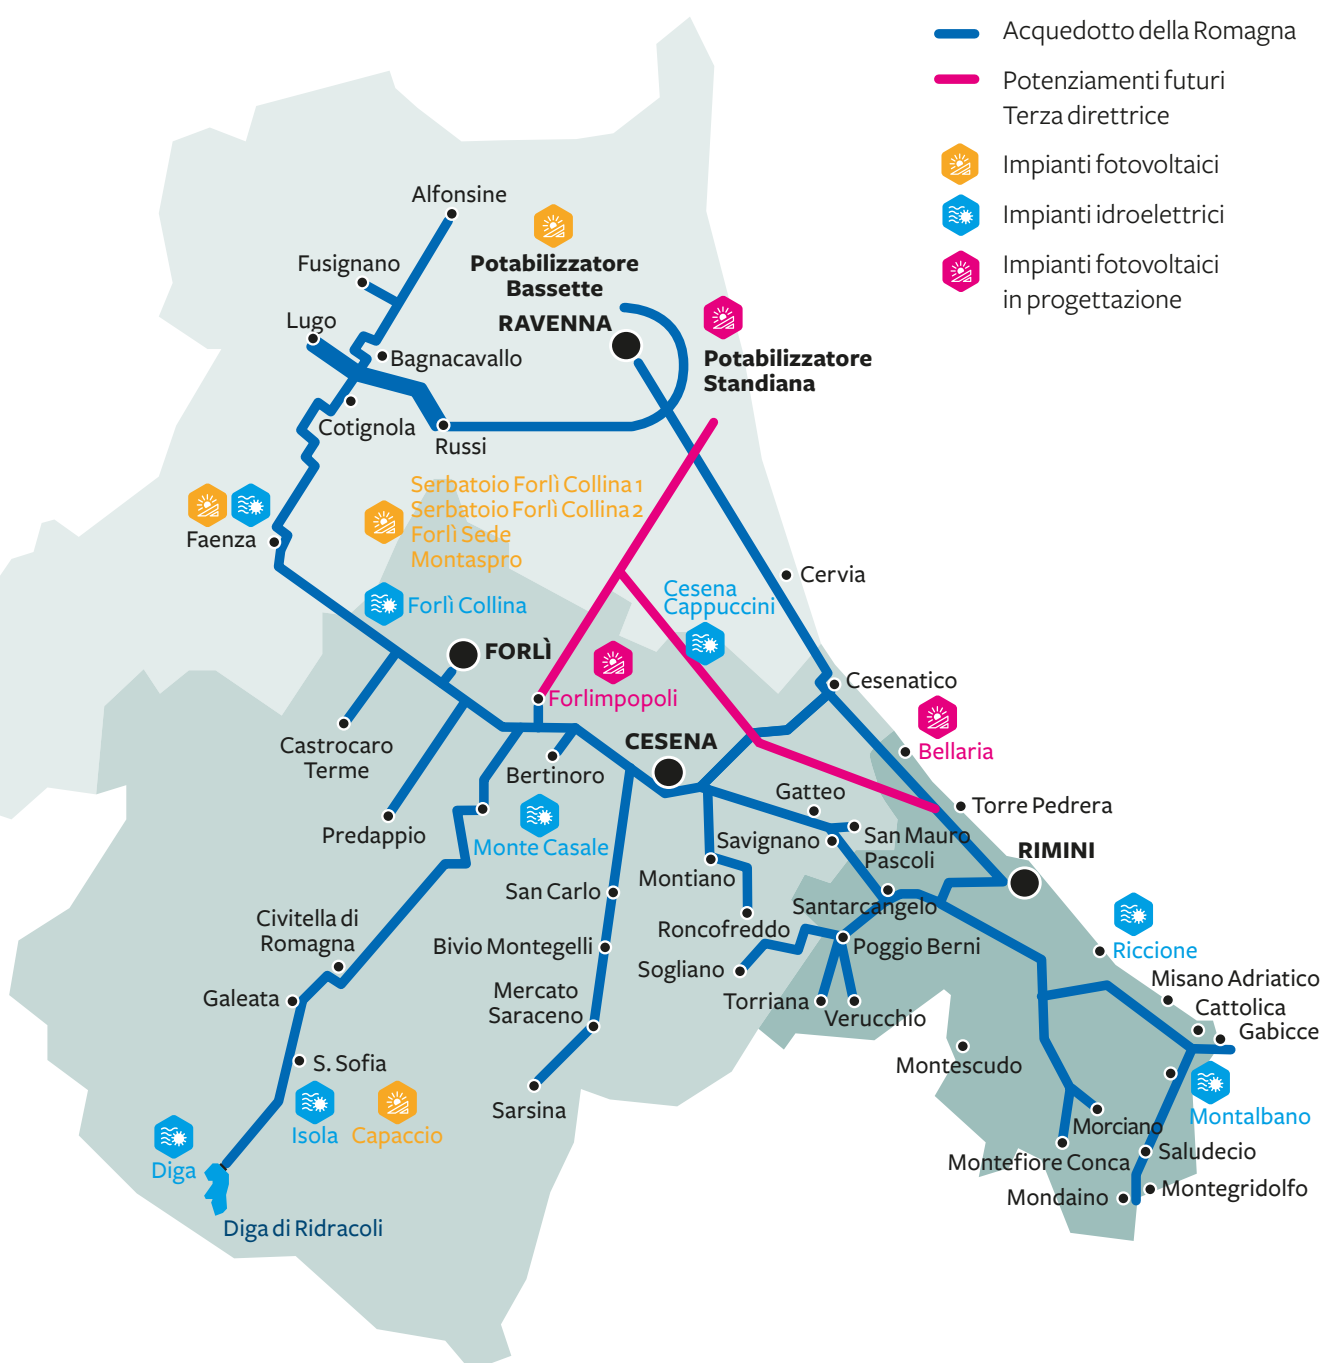 Acquedotto della Romagna
Potenziamenti futuri
Terza direttrice
Impianti fotovoltaici
Impianti idroelettrici
Impianti fotovoltaici
in progettazione
Alfonsine
Fusignano
Potabilizzatore
Bassette
Lugo
RAVENNA
Bagnacavallo
Potabilizzatore
Standiana
Cotignola
Russi
Serbatoio Forlì Collina 1
Serbatoio Forlì Collina 2
Forlì Sede
Montaspro
Faenza
Cervia
Cesena
Cappuccini
Forlì Collina
FORLÌ
Cesenatico
Forlimpopoli
Castrocaro
Terme
CESENA
Bellaria
Bertinoro
Gatteo
Torre Pedrera
Predappio
Monte Casale
Savignano
San Mauro
Pascoli
RIMINI
Montiano
San Carlo
Santarcangelo
Civitella di
Romagna
Roncofreddo
Bivio Montegelli
Poggio Berni
Riccione
Sogliano
Misano Adriatico
Galeata
Mercato
Saraceno
Torriana
Verucchio
Cattolica
Gabicce
S. Sofia
Montescudo
Sarsina
Montalbano
Isola
Capaccio
Morciano
Diga
Montefiore Conca
Saludecio
Mondaino
Montegridolfo
Diga di Ridracoli